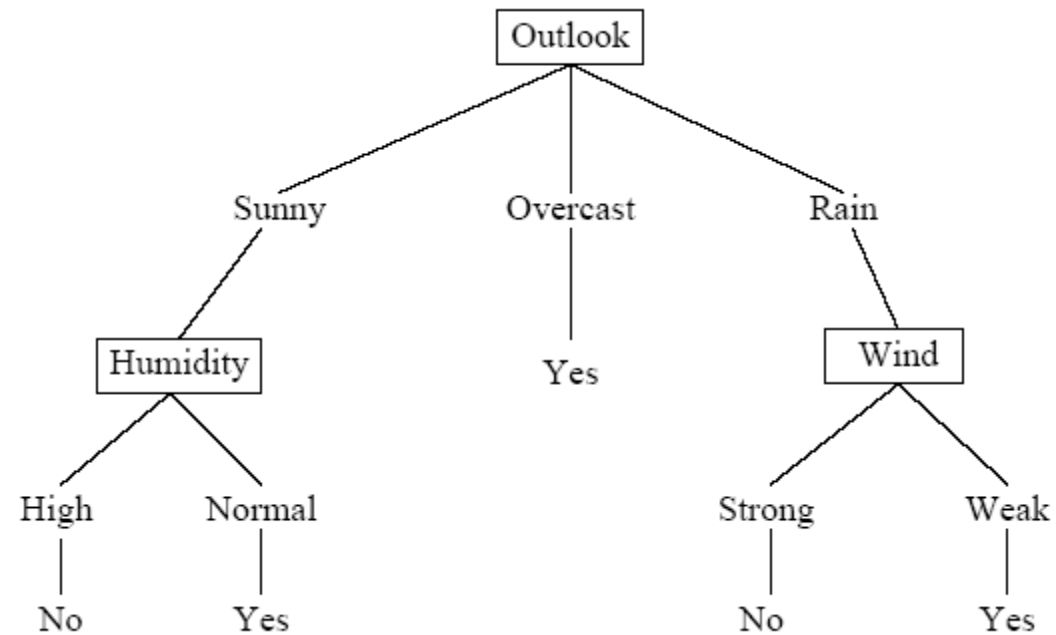 Outlook
Sunny Overcast Rain
Humidity Yes Wind
High Normal Strong Weak
No Yes No Yes